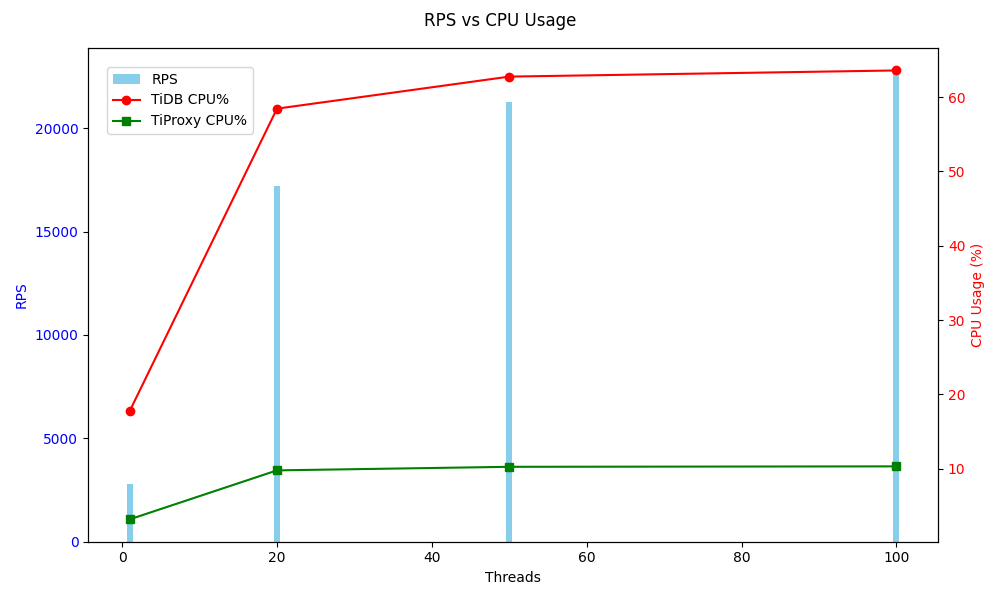 RPS vs CPU Usage
RPS
TiDB CPU%
TiProxy CPU%
20000
15000
10000
5000
0
RPS
60
50
40
30
20
10
CPU Usage (%)
0
20
40
60
80
100
Threads